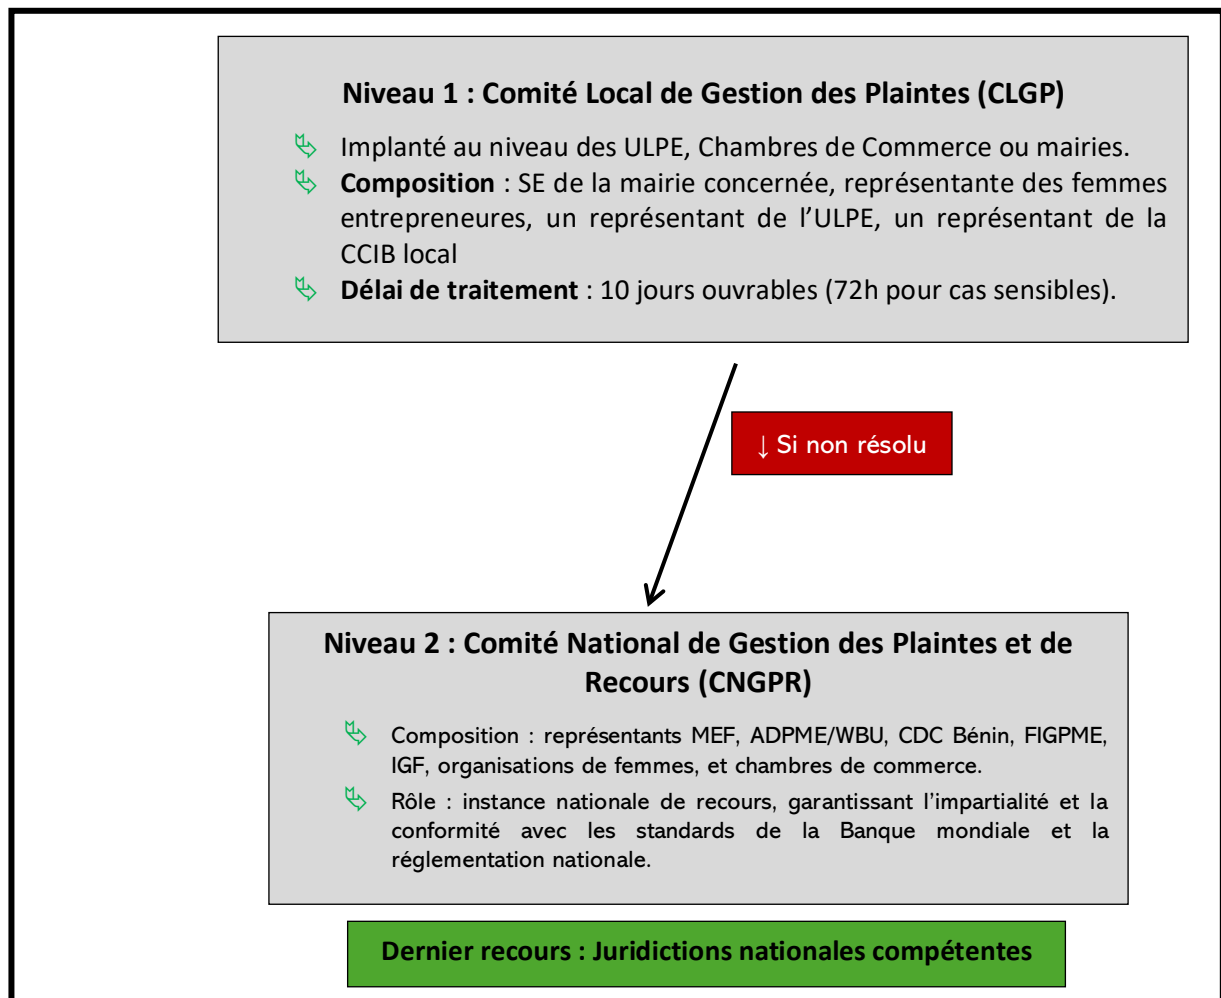 Niveau 1 : Comité Local de Gestion des Plaintes (CLGP)
Implanté au niveau des ULPE, Chambres de Commerce ou mairies.
Composition : SE de la mairie concernée, représentante des femmes
entrepreneures, un représentant de l’ULPE, un représentant de la
CCIB local
Délai de traitement : 10 jours ouvrables (72h pour cas sensibles).
↓ Si non résolu
Niveau 2 : Comité National de Gestion des Plaintes et de
Recours (CNGPR)
Composition : représentants MEF, ADPME/WBU, CDC Bénin, FIGPME,
IGF, organisations de femmes, et chambres de commerce.
Rôle : instance nationale de recours, garantissant l’impartialité et la
conformité avec les standards de la Banque mondiale et la
réglementation nationale.
Dernier recours : Juridictions nationales compétentes